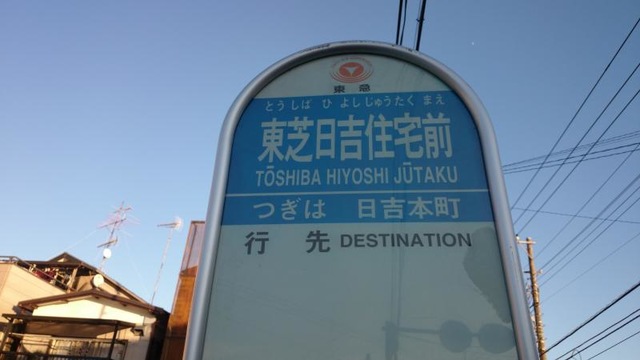 東急
とうしば ひ よしじゅうたく まえ
東芝日吉住宅前
TŌSHIBA HIYOSHI JŪTAKU
つぎは 日吉本町
行 先 DESTINATION